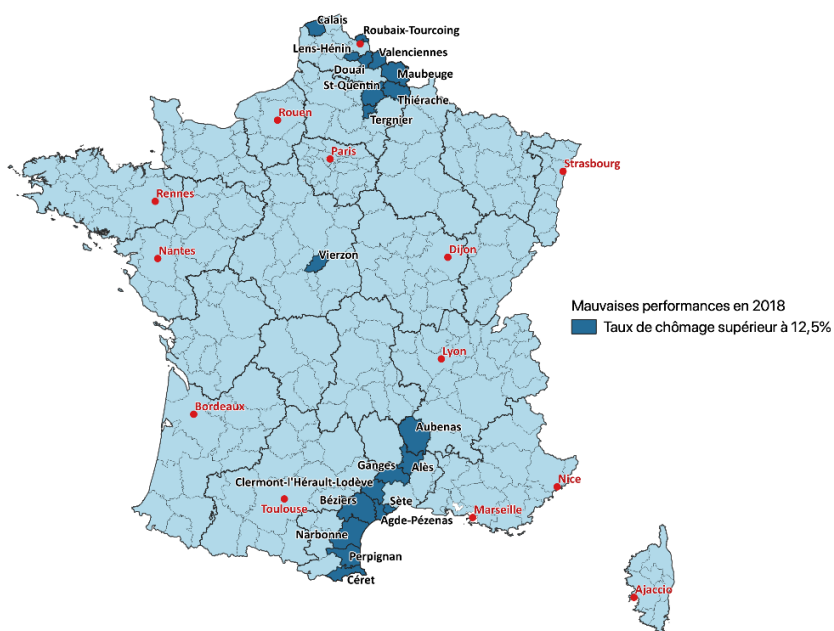 Calais
Roubaix-Tourcoing
Lens-Hénin
Valenciennes
Douai
Maubeuge
St-Quentin
Thiérache
Rouen
Tergnier
Paris
Strasbourg
Rennes
Nantes
Vierzon
Dijon
Mauvaises performances en 2018
Taux de chômage supérieur à 12,5%
Lyon
Bordeaux
Aubenas
Ganges
Alès
Clermont-l'Hérault-Lodève
Nice
Béziers
Sète
Toulouse
Marseille
Agde-Pézenas
Narbonne
Perpignan
Céret
Ajaccio